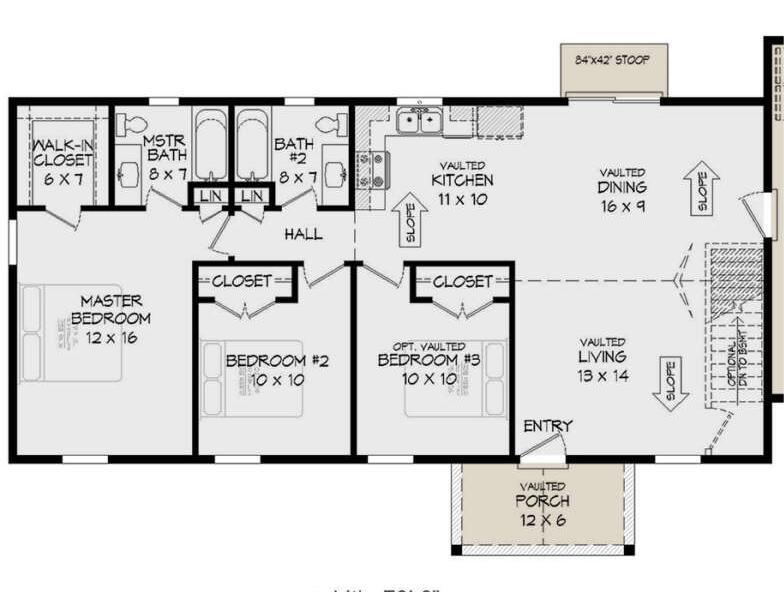 84"x42" STOOP
WALK-IN
CLOSET
6 X 7
MSTR
BATH
8 X 7
BATH
#2
8 X 7
LIN
LIN
VAULTED
KITCHEN
11 X 10
VAULTED
DINING
16 X 9
SLOPE
SLOPE
HALL
CLOSET
CLOSET
MASTER
BEDROOM
12 X 16
BEDROOM #2
10 X 10
OPT. VAULTED
BEDROOM #3
10 X 10
VAULTED
LIVING
13 X 14
SLOPE
OPTIONAL
DN TO BSMT
ENTRY
VAULTED
PORCH
12 X 6